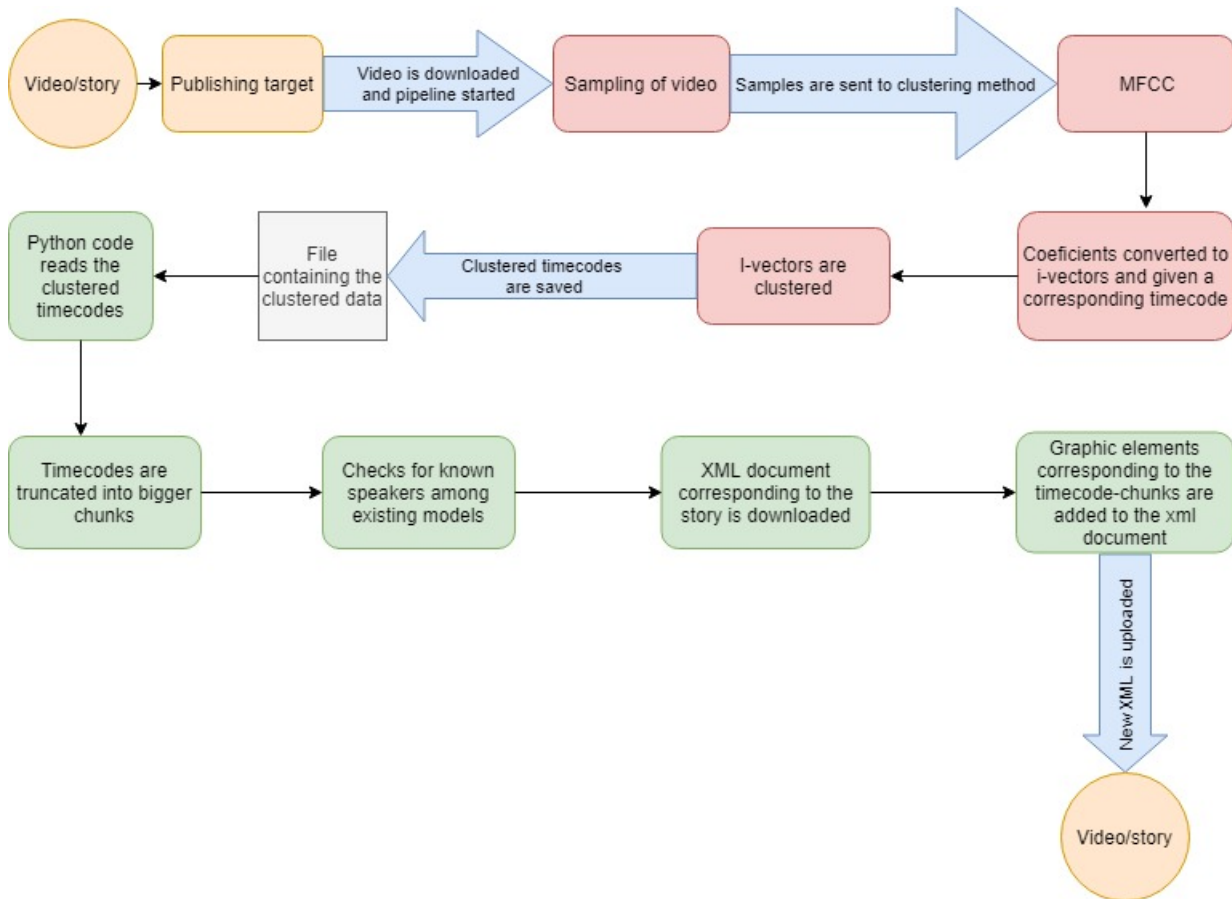 Video/story
Publishing target
Video is downloaded
and pipeline started
Sampling of video
Samples are sent to clustering method
MFCC
Python code
reads the
clustered
timecodes
File
containing the
clustered data
Clustered timecodes
are saved
I-vectors are
clustered
Coeficients converted to
i-vectors and given a
corresponding timecode
Timecodes are
truncated into bigger
chunks
Checks for known
speakers among
existing models
XML document
corresponding to the
story is downloaded
Graphic elements
corresponding to the
timecode-chunks are
added to the xml
document
New XML is uploaded
Video/story